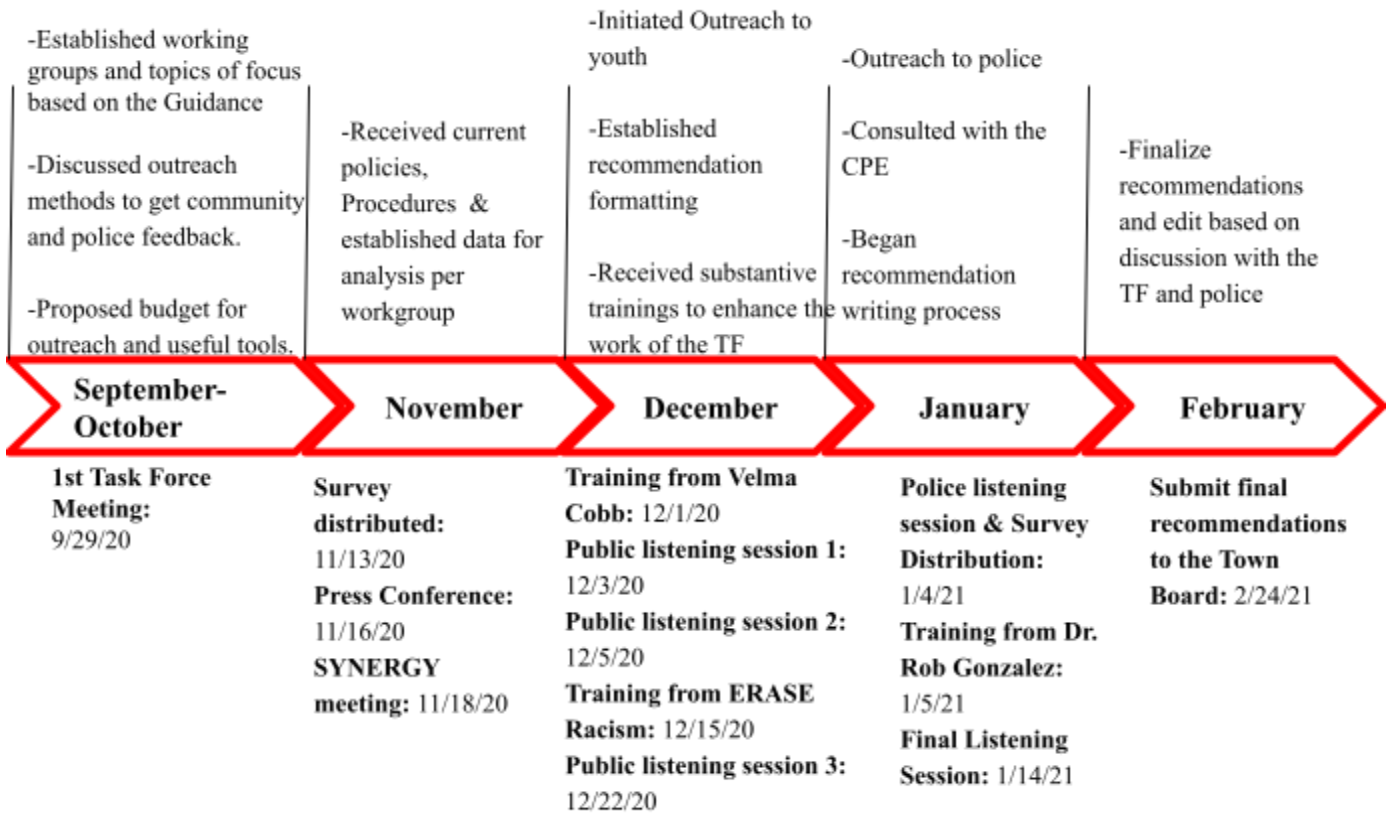 -Established working
groups and topics of focus
based on the Guidance
-Discussed outreach
methods to get community
and police feedback.
-Proposed budget for
outreach and useful tools.
-Received current
policies,
Procedures &
established data for
analysis per
workgroup
-Initiated Outreach to
youth
-Established
recommendation
formatting
-Received substantive
trainings to enhance the
work of the TF
-Outreach to police
-Consulted with the
CPE
-Began
recommendation
writing process
-Finalize
recommendations
and edit based on
discussion with the
TF and police
September-
October
November
December
January
February
1st Task Force
Meeting:
9/29/20
Survey
distributed:
11/13/20
Press Conference:
11/16/20
SYNERGY
meeting: 11/18/20
Training from Velma
Cobb: 12/1/20
Public listening session 1:
12/3/20
Public listening session 2:
12/5/20
Training from ERASE
Racism: 12/15/20
Public listening session 3:
12/22/20
Police listening
session & Survey
Distribution:
1/4/21
Training from Dr.
Rob Gonzalez:
1/5/21
Final Listening
Session: 1/14/21
Submit final
recommendations
to the Town
Board: 2/24/21